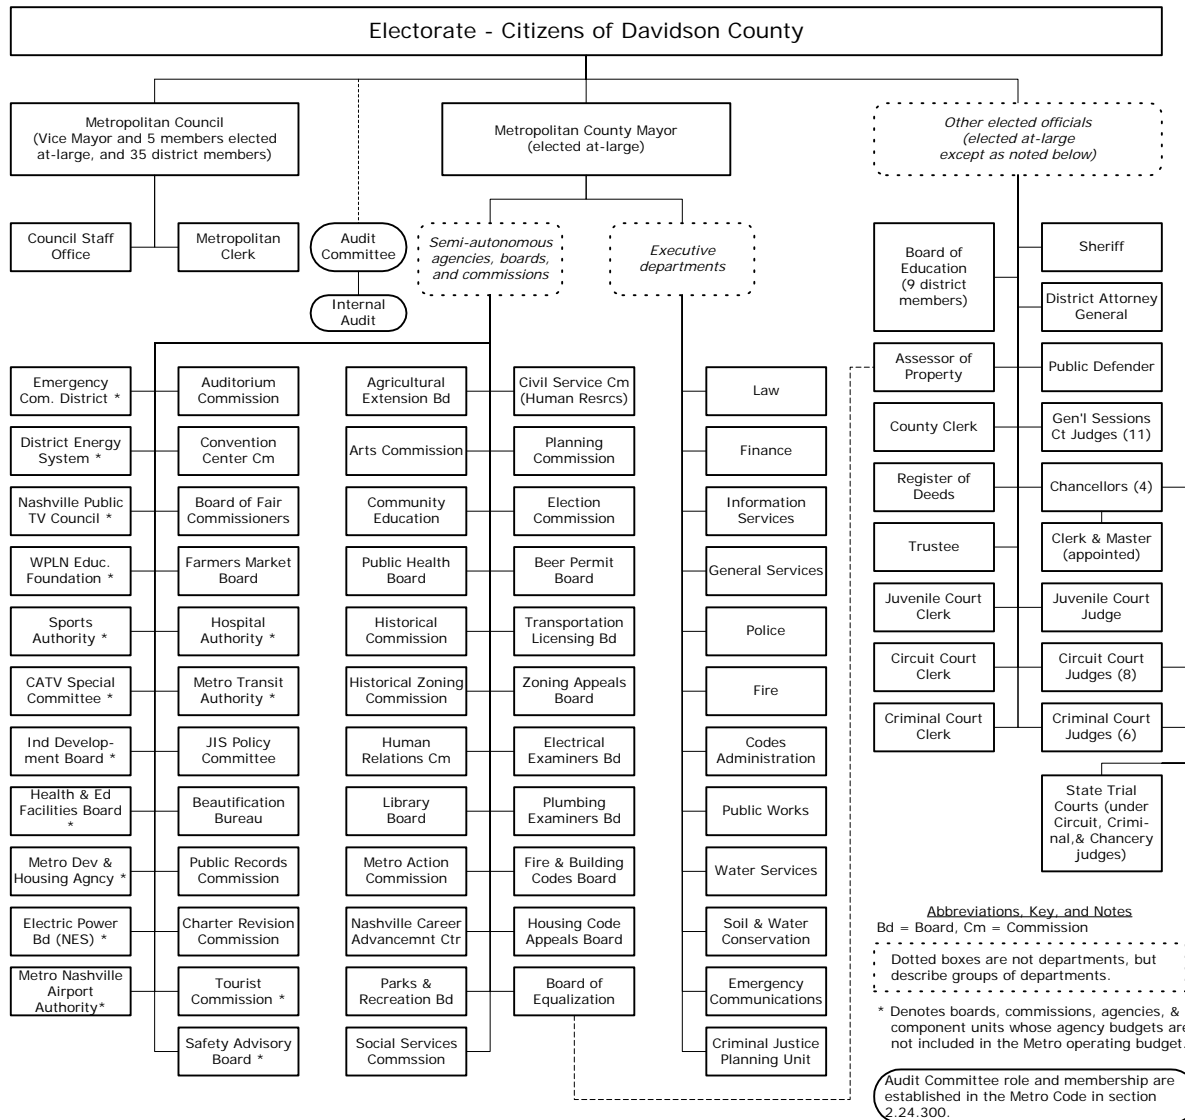 Electorate - Citizens of Davidson County
Metropolitan Council
(Vice Mayor and 5 members elected
at-large, and 35 district members)
Metropolitan County Mayor
(elected at-large)
Other elected officials
(elected at-large
except as noted below)
Council Staff
Office
Metropolitan
Clerk
Audit
Committee
Internal
Audit
Semi-autonomous
agencies, boards,
and commissions
Executive
departments
Board of
Education
(9 district
members)
Sheriff
District Attorney
General
Emergency
Com. District *
Auditorium
Commission
Agricultural
Extension Bd
Civil Service Cm
(Human Resrcs)
Law
Assessor of
Property
Public Defender
District Energy
System *
Convention
Center Cm
Arts Commission
Planning
Commission
Finance
County Clerk
Gen'l Sessions
Ct Judges (11)
Nashville Public
TV Council *
Board of Fair
Commissioners
Community
Education
Election
Commission
Information
Services
Register of
Deeds
Chancellors (4)
WPLN Educ.
Foundation *
Farmers Market
Board
Public Health
Board
Beer Permit
Board
General Services
Trustee
Clerk & Master
(appointed)
Sports
Authority *
Hospital
Authority *
Historical
Commission
Transportation
Licensing Bd
Police
Juvenile Court
Clerk
Juvenile Court
Judge
CATV Special
Committee *
Metro Transit
Authority *
Historical Zoning
Commission
Zoning Appeals
Board
Fire
Circuit Court
Clerk
Circuit Court
Judges (8)
Ind Develop-
ment Board *
JIS Policy
Committee
Human
Relations Cm
Electrical
Examiners Bd
Codes
Administration
Criminal Court
Clerk
Criminal Court
Judges (6)
Health & Ed
Facilities Board
*
Beautification
Bureau
Library
Board
Plumbing
Examiners Bd
Public Works
State Trial
Courts (under
Circuit, Crimi-
nal,& Chancery
judges)
Metro Dev &
Housing Agncy *
Public Records
Commission
Metro Action
Commission
Fire & Building
Codes Board
Water Services
Electric Power
Bd (NES) *
Charter Revision
Commission
Nashville Career
Advancemnt Ctr
Housing Code
Appeals Board
Soil & Water
Conservation
Metro Nashville
Airport
Authority*
Tourist
Commission *
Parks &
Recreation Bd
Board of
Equalization
Emergency
Communications
Safety Advisory
Board *
Social Services
Commssion
Criminal Justice
Planning Unit
Abbreviations, Key, and Notes
Bd = Board, Cm = Commission
Dotted boxes are not departments, but
describe groups of departments.
* Denotes boards, commissions, agencies, &
component units whose agency budgets are
not included in the Metro operating budget.
Audit Committee role and membership are
established in the Metro Code in section
2.24.300.